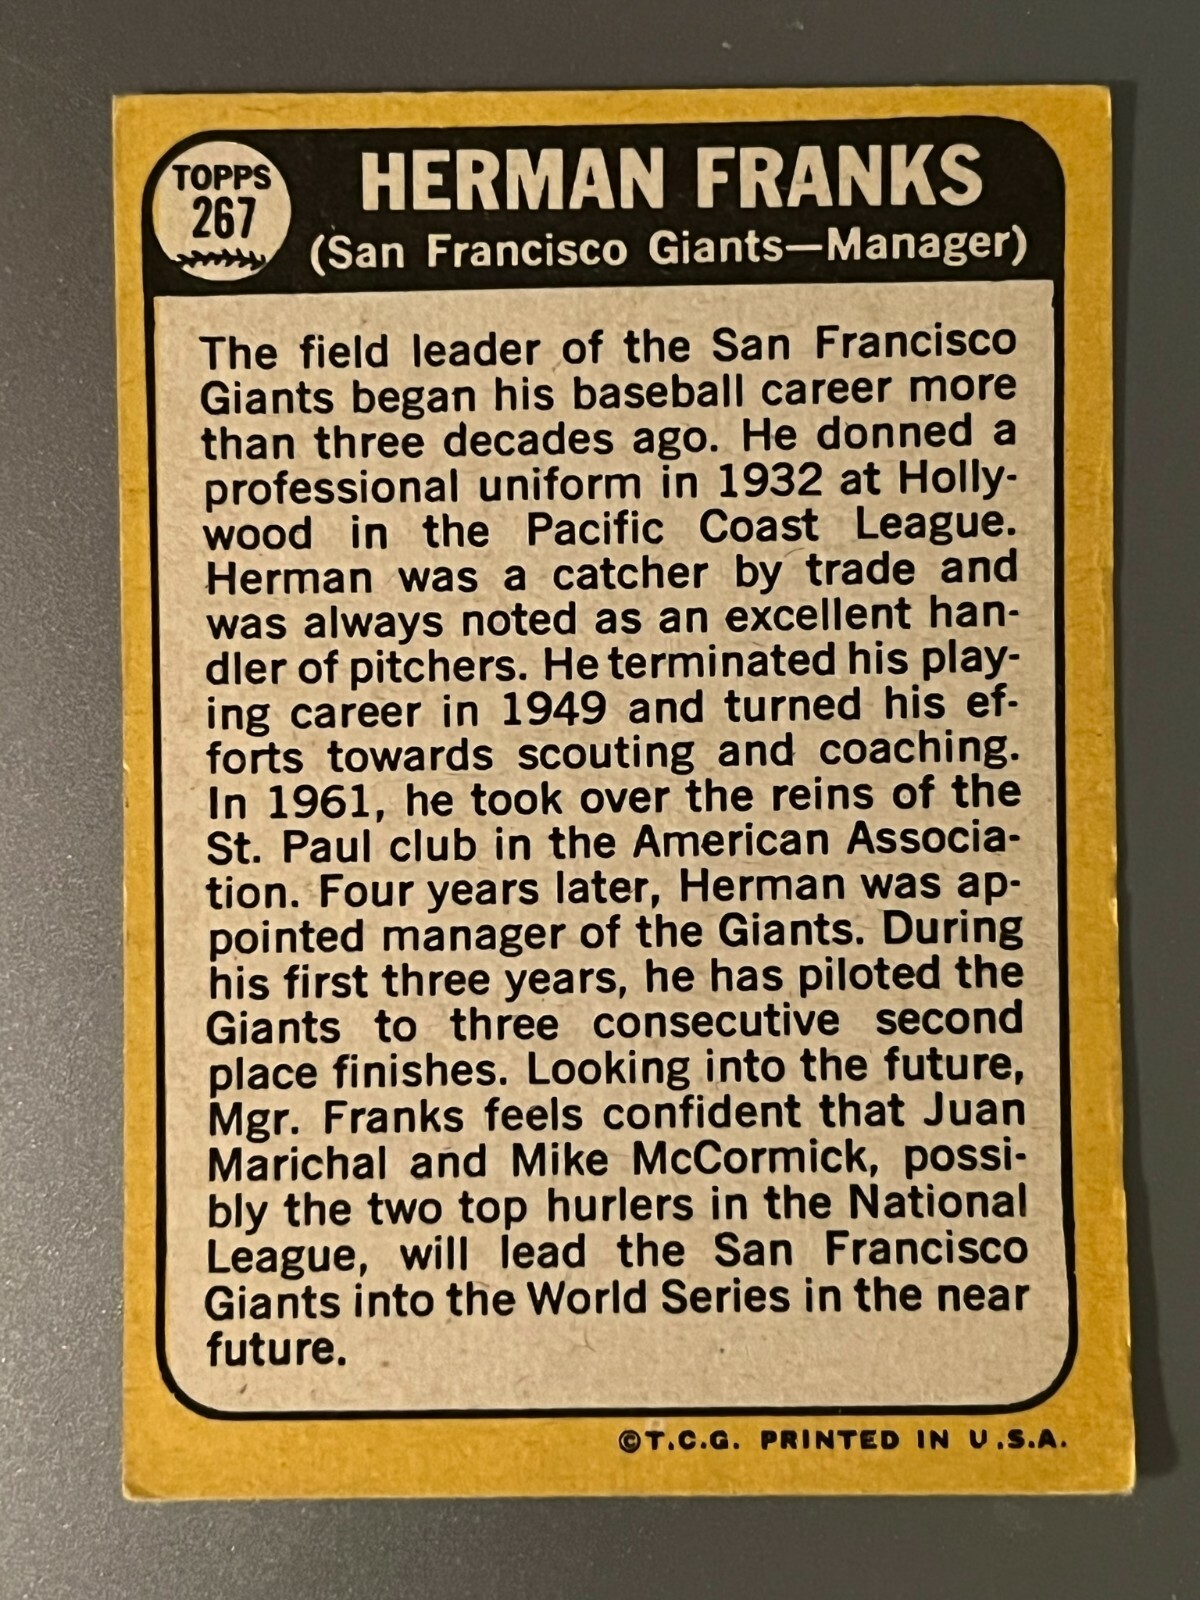 TOPPS
267
HERMAN FRANKS
(San Francisco Giants—Manager)
The field leader of the San Francisco
Giants began his baseball career more
than three decades ago. He donned a
professional uniform in 1932 at Holly-
wood in the Pacific Coast League.
Herman was a catcher by trade and
was always noted as an excellent han-
dler of pitchers. He terminated his play-
ing career in 1949 and turned his ef-
forts towards scouting and coaching.
In 1961, he took over the reins of the
St. Paul club in the American Associa-
tion. Four years later, Herman was ap-
pointed manager of the Giants. During
his first three years, he has piloted the
Giants to three consecutive second
place finishes. Looking into the future,
Mgr. Franks feels confident that Juan
Marichal and Mike McCormick, possi-
bly the two top hurlers in the National
League, will lead the San Francisco
Giants into the World Series in the near
future.
©T.C.G. PRINTED IN U.S.A.